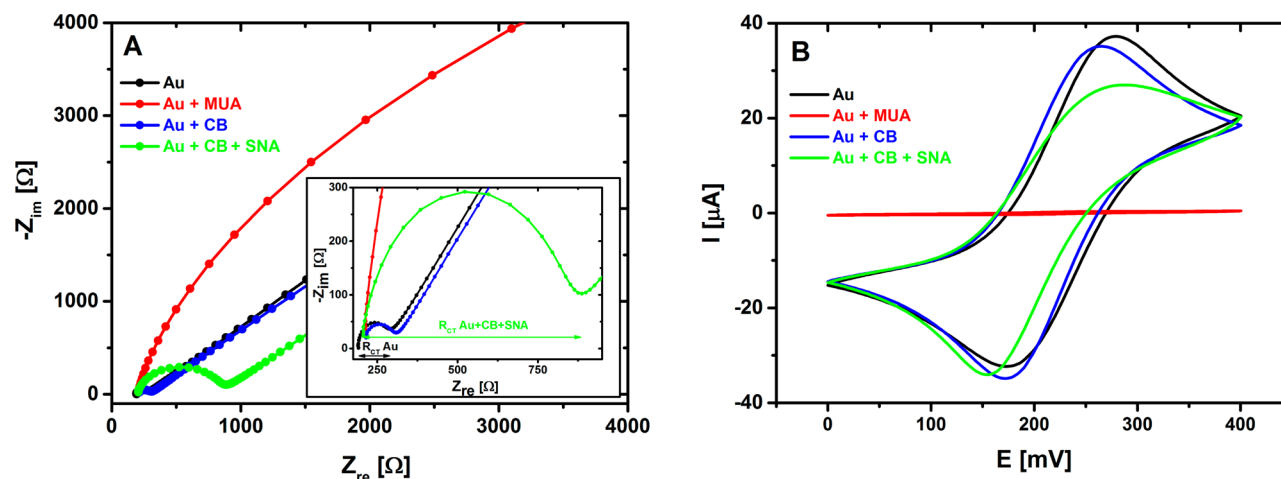 A
Au
Au + MUA
Au + CB
Au + CB + SNA
-Z_im [Ω]
4000
3000
2000
1000
0
0 1000 2000 3000 4000
Z_re [Ω]
-Z_im [Ω]
300
200
100
0
R_CT Au+CB+SNA
R_CT Au
250 500 750
Z_re [Ω]
B
Au
Au + MUA
Au + CB
Au + CB + SNA
I [µA]
40
20
0
-20
-40
0 100 200 300 400
E [mV]